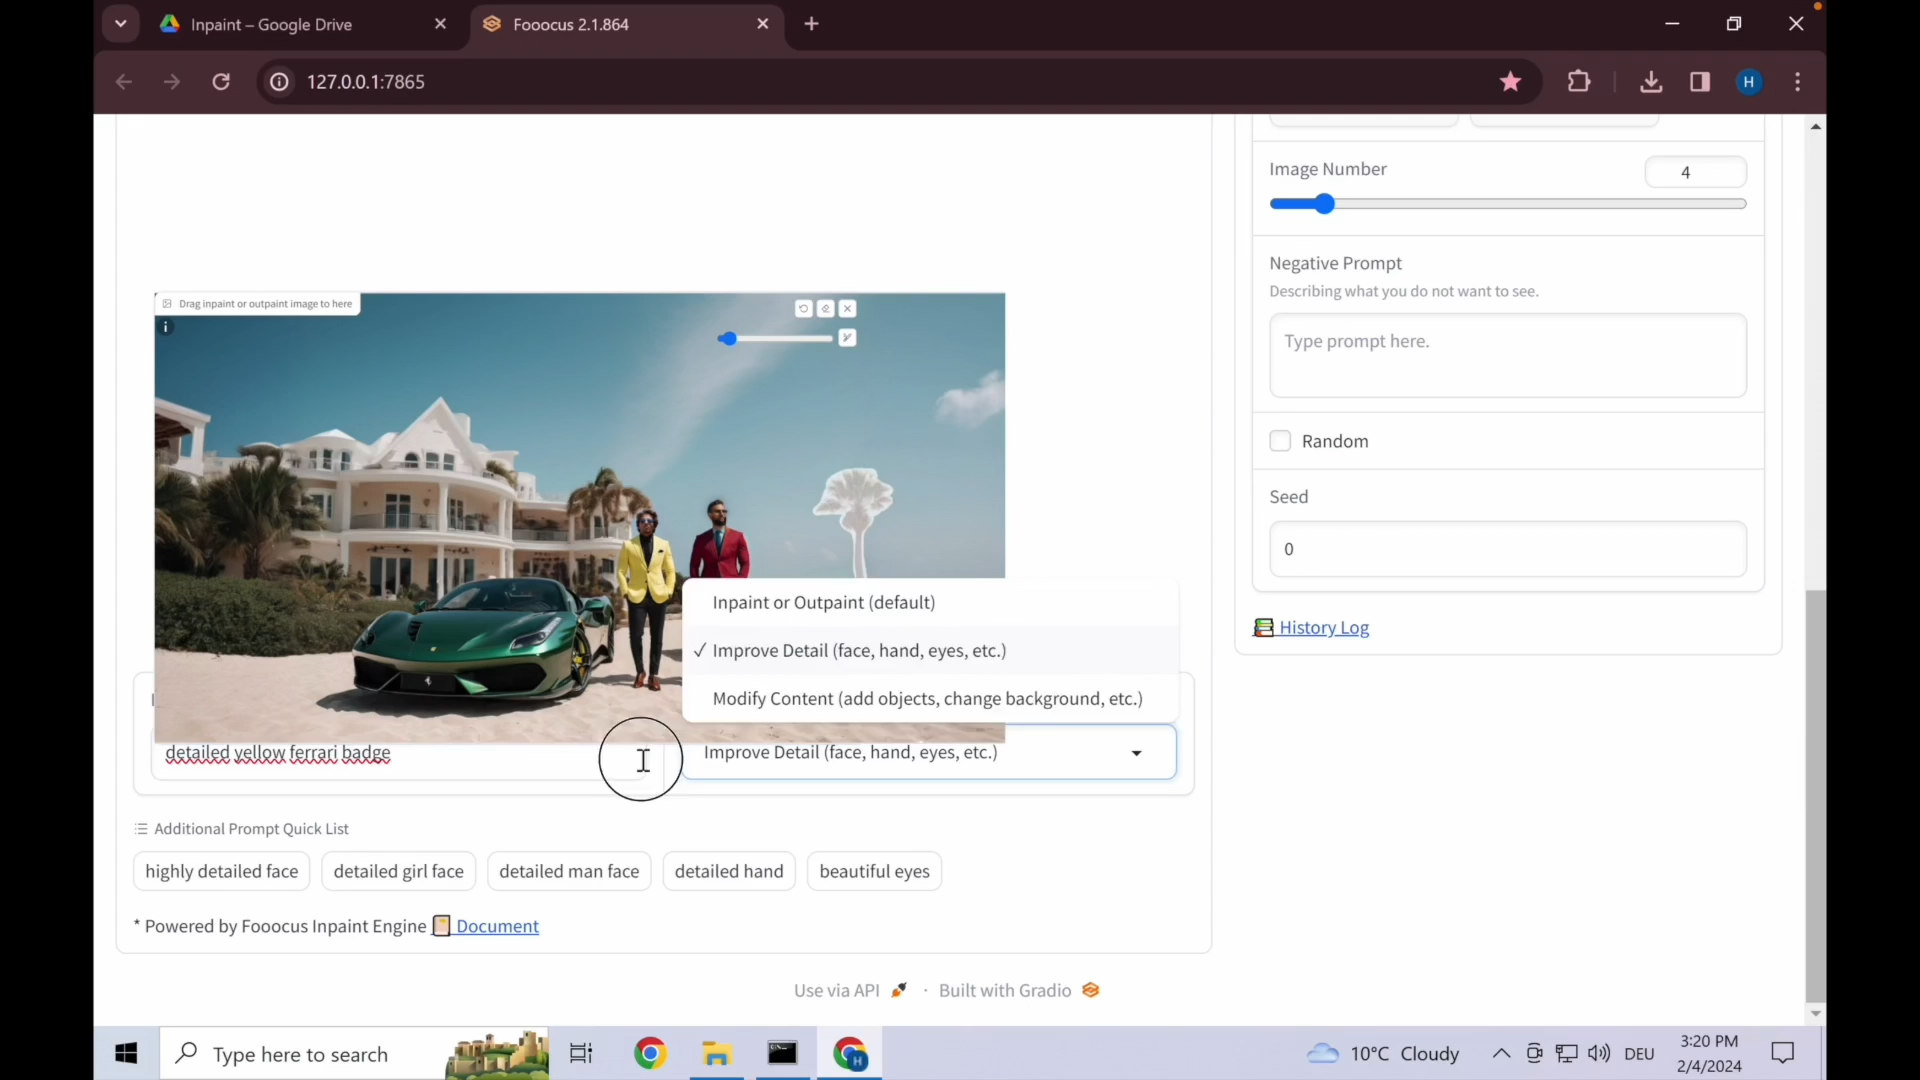 Inpaint – Google Drive
Fooocus 2.1.864
127.0.0.1:7865
H
Image Number
4
Negative Prompt
Describing what you do not want to see.
Type prompt here.
Random
Seed
0
History Log
Drag inpaint or outpaint image to here
i
Inpaint or Outpaint (default)
✓ Improve Detail (face, hand, eyes, etc.)
Modify Content (add objects, change background, etc.)
detailed yellow ferrari badge
Improve Detail (face, hand, eyes, etc.)
Additional Prompt Quick List
highly detailed face
detailed girl face
detailed man face
detailed hand
beautiful eyes
* Powered by Fooocus Inpaint Engine Document
Use via API · Built with Gradio
Type here to search
H
10°C Cloudy
DEU
3:20 PM
2/4/2024